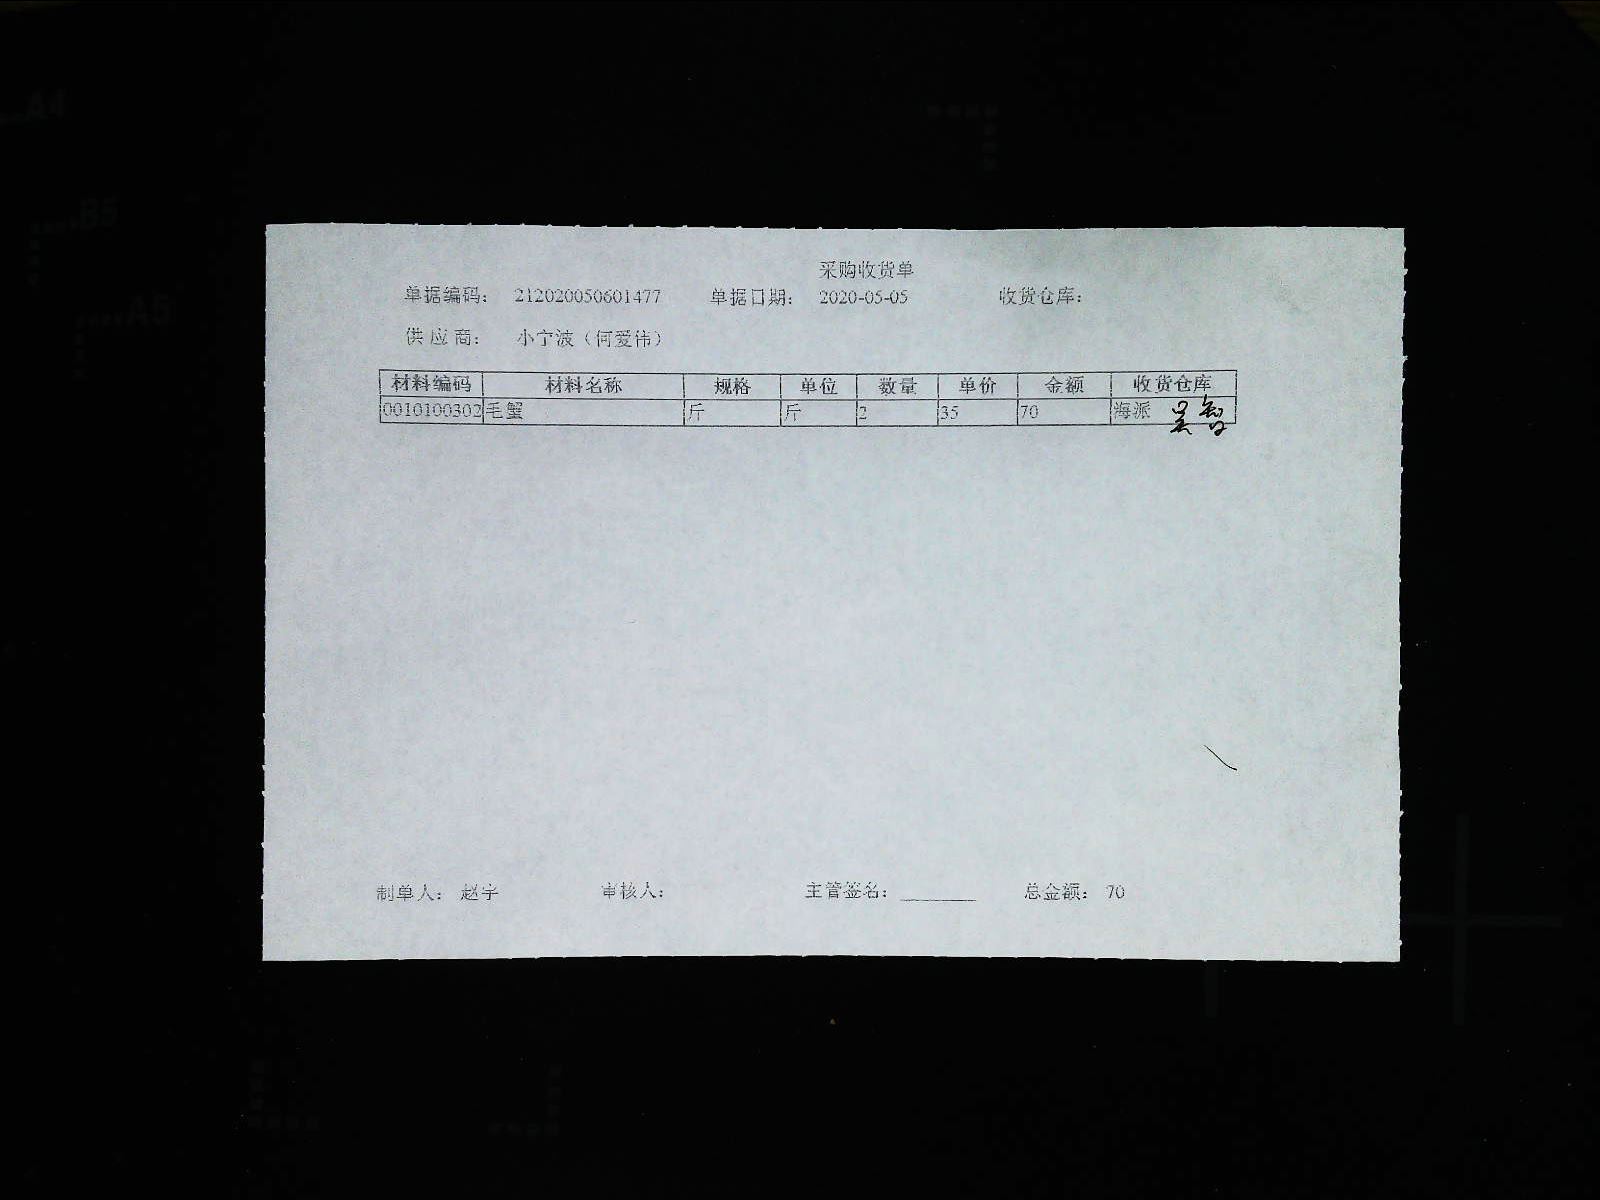 采购收货单
单据编码： 212020050601477 单据日期： 2020-05-05 收货仓库：
供应商： 小宁波（何爱伟）
材料编码 材料名称 规格 单位 数量 单价 金额 收货仓库
0010100302 毛蟹 斤 斤 2 35 70 海派
制单人： 赵宇 审核人： 主管签名： 总金额： 70
A4
B5
A5